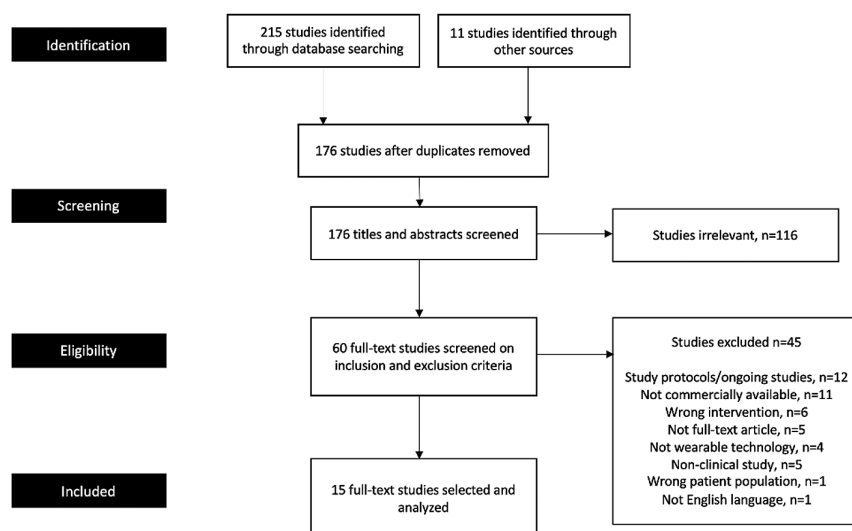 Identification
215 studies identified
through database searching
11 studies identified through
other sources
176 studies after duplicates removed
Screening
176 titles and abstracts screened
Studies irrelevant, n=116
Eligibility
60 full-text studies screened on
inclusion and exclusion criteria
Studies excluded n=45
Study protocols/ongoing studies, n=12
Not commercially available, n=11
Wrong intervention, n=6
Not full-text article, n=5
Not wearable technology, n=4
Non-clinical study, n=5
Wrong patient population, n=1
Not English language, n=1
Included
15 full-text studies selected and
analyzed